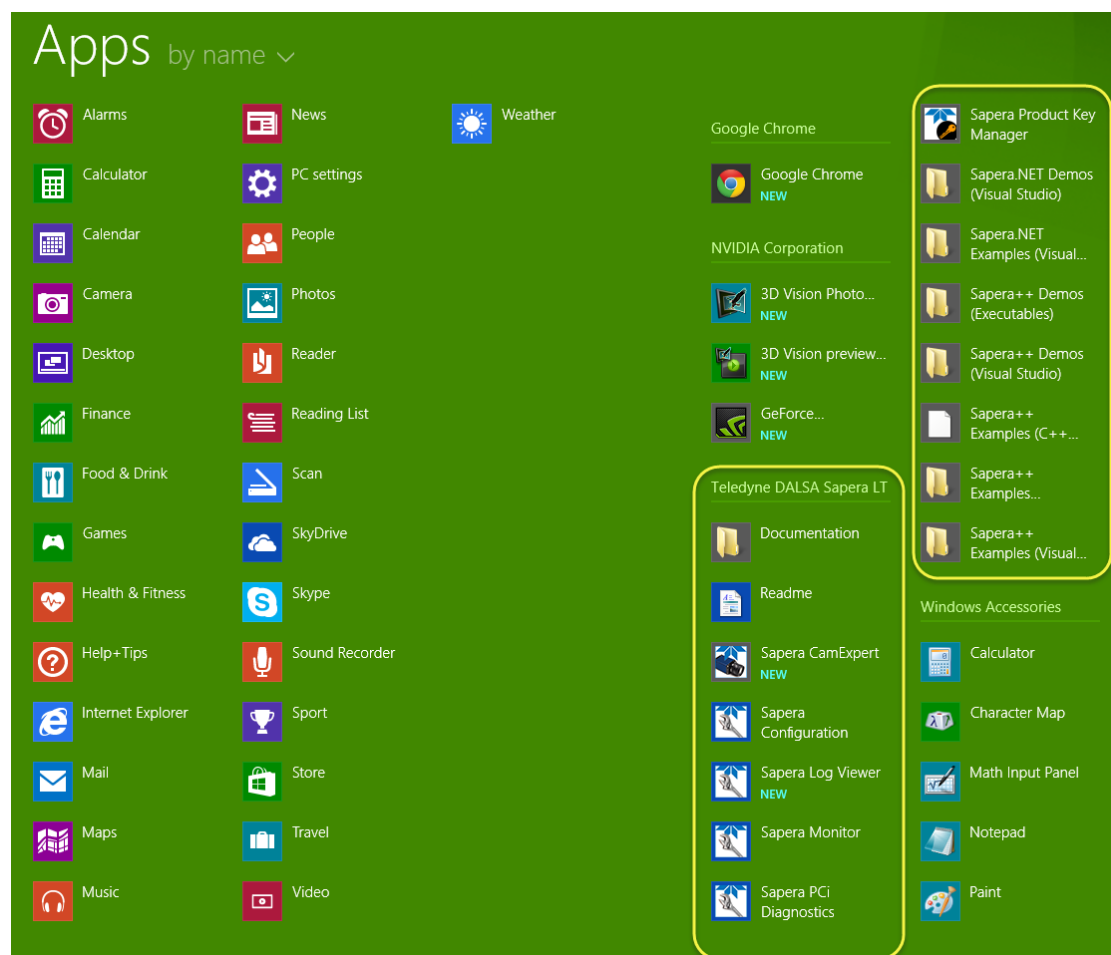 Apps by name
Alarms
Calculator
Calendar
Camera
Desktop
Finance
Food & Drink
Games
Health & Fitness
Help+Tips
Internet Explorer
Mail
Maps
Music
News
PC settings
People
Photos
Reader
Reading List
Scan
SkyDrive
Skype
Sound Recorder
Sport
Store
Travel
Video
Weather
Google Chrome
Google Chrome
NEW
NVIDIA Corporation
3D Vision Photo...
NEW
3D Vision preview...
NEW
GeForce...
NEW
Teledyne DALSA Sapera LT
Documentation
Readme
Sapera CamExpert
NEW
Sapera
Configuration
Sapera Log Viewer
NEW
Sapera Monitor
Sapera PCi
Diagnostics
Sapera Product Key
Manager
Sapera.NET Demos
(Visual Studio)
Sapera.NET
Examples (Visual...
Sapera++ Demos
(Executables)
Sapera++ Demos
(Visual Studio)
Sapera++
Examples (C++...
Sapera++
Examples...
Sapera++
Examples (Visual...
Windows Accessories
Calculator
Character Map
Math Input Panel
Notepad
Paint